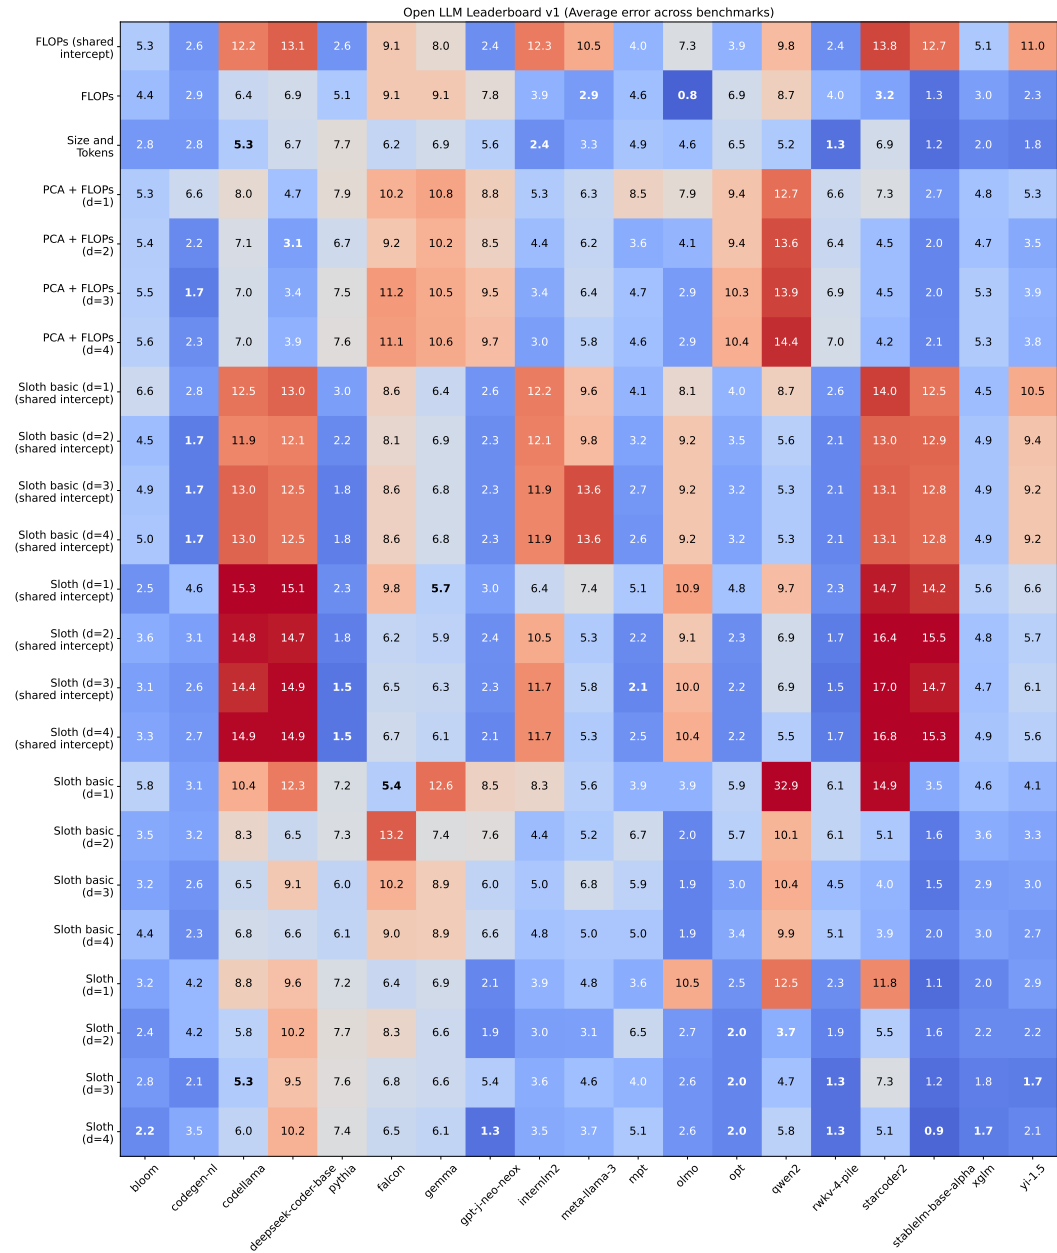 Open LLM Leaderboard v1 (Average error across benchmarks)
FLOPs (shared
intercept)
5.3 2.6 12.2 13.1 2.6 9.1 8.0 2.4 12.3 10.5 4.0 7.3 3.9 9.8 2.4 13.8 12.7 5.1 11.0
FLOPs
4.4 2.9 6.4 6.9 5.1 9.1 9.1 7.8 3.9 2.9 4.6 0.8 6.9 8.7 4.0 3.2 1.3 3.0 2.3
Size and
Tokens
2.8 2.8 5.3 6.7 7.7 6.2 6.9 5.6 2.4 3.3 4.9 4.6 6.5 5.2 1.3 6.9 1.2 2.0 1.8
PCA + FLOPs
(d=1)
5.3 6.6 8.0 4.7 7.9 10.2 10.8 8.8 5.3 6.3 8.5 7.9 9.4 12.7 6.6 7.3 2.7 4.8 5.3
PCA + FLOPs
(d=2)
5.4 2.2 7.1 3.1 6.7 9.2 10.2 8.5 4.4 6.2 3.6 4.1 9.4 13.6 6.4 4.5 2.0 4.7 3.5
PCA + FLOPs
(d=3)
5.5 1.7 7.0 3.4 7.5 11.2 10.5 9.5 3.4 6.4 4.7 2.9 10.3 13.9 6.9 4.5 2.0 5.3 3.9
PCA + FLOPs
(d=4)
5.6 2.3 7.0 3.9 7.6 11.1 10.6 9.7 3.0 5.8 4.6 2.9 10.4 14.4 7.0 4.2 2.1 5.3 3.8
Sloth basic (d=1)
(shared intercept)
6.6 2.8 12.5 13.0 3.0 8.6 6.4 2.6 12.2 9.6 4.1 8.1 4.0 8.7 2.6 14.0 12.5 4.5 10.5
Sloth basic (d=2)
(shared intercept)
4.5 1.7 11.9 12.1 2.2 8.1 6.9 2.3 12.1 9.8 3.2 9.2 3.5 5.6 2.1 13.0 12.9 4.9 9.4
Sloth basic (d=3)
(shared intercept)
4.9 1.7 13.0 12.5 1.8 8.6 6.8 2.3 11.9 13.6 2.7 9.2 3.2 5.3 2.1 13.1 12.8 4.9 9.2
Sloth basic (d=4)
(shared intercept)
5.0 1.7 13.0 12.5 1.8 8.6 6.8 2.3 11.9 13.6 2.6 9.2 3.2 5.3 2.1 13.1 12.8 4.9 9.2
Sloth (d=1)
(shared intercept)
2.5 4.6 15.3 15.1 2.3 9.8 5.7 3.0 6.4 7.4 5.1 10.9 4.8 9.7 2.3 14.7 14.2 5.6 6.6
Sloth (d=2)
(shared intercept)
3.6 3.1 14.8 14.7 1.8 6.2 5.9 2.4 10.5 5.3 2.2 9.1 2.3 6.9 1.7 16.4 15.5 4.8 5.7
Sloth (d=3)
(shared intercept)
3.1 2.6 14.4 14.9 1.5 6.5 6.3 2.3 11.7 5.8 2.1 10.0 2.2 6.9 1.5 17.0 14.7 4.7 6.1
Sloth (d=4)
(shared intercept)
3.3 2.7 14.9 14.9 1.5 6.7 6.1 2.1 11.7 5.3 2.5 10.4 2.2 5.5 1.7 16.8 15.3 4.9 5.6
Sloth basic
(d=1)
5.8 3.1 10.4 12.3 7.2 5.4 12.6 8.5 8.3 5.6 3.9 3.9 5.9 32.9 6.1 14.9 3.5 4.6 4.1
Sloth basic
(d=2)
3.5 3.2 8.3 6.5 7.3 13.2 7.4 7.6 4.4 5.2 6.7 2.0 5.7 10.1 6.1 5.1 1.6 3.6 3.3
Sloth basic
(d=3)
3.2 2.6 6.5 9.1 6.0 10.2 8.9 6.0 5.0 6.8 5.9 1.9 3.0 10.4 4.5 4.0 1.5 2.9 3.0
Sloth basic
(d=4)
4.4 2.3 6.8 6.6 6.1 9.0 8.9 6.6 4.8 5.0 5.0 1.9 3.4 9.9 5.1 3.9 2.0 3.0 2.7
Sloth
(d=1)
3.2 4.2 8.8 9.6 7.2 6.4 6.9 2.1 3.9 4.8 3.6 10.5 2.5 12.5 2.3 11.8 1.1 2.0 2.9
Sloth
(d=2)
2.4 4.2 5.8 10.2 7.7 8.3 6.6 1.9 3.0 3.1 6.5 2.7 2.0 3.7 1.9 5.5 1.6 2.2 2.2
Sloth
(d=3)
2.8 2.1 5.3 9.5 7.6 6.8 6.6 5.4 3.6 4.6 4.0 2.6 2.0 4.7 1.3 7.3 1.2 1.8 1.7
Sloth
(d=4)
2.2 3.5 6.0 10.2 7.4 6.5 6.1 1.3 3.5 3.7 5.1 2.6 2.0 5.8 1.3 5.1 0.9 1.7 2.1
bloom
codegen-nl
codellama
deepseek-coder-base
pythia
falcon
gemma
gpt-j-neo-neox
internlm2
meta-llama-3
mpt
olmo
opt
qwen2
rwkv-4-pile
starcoder2
stablelm-base-alpha
xglm
yi-1.5